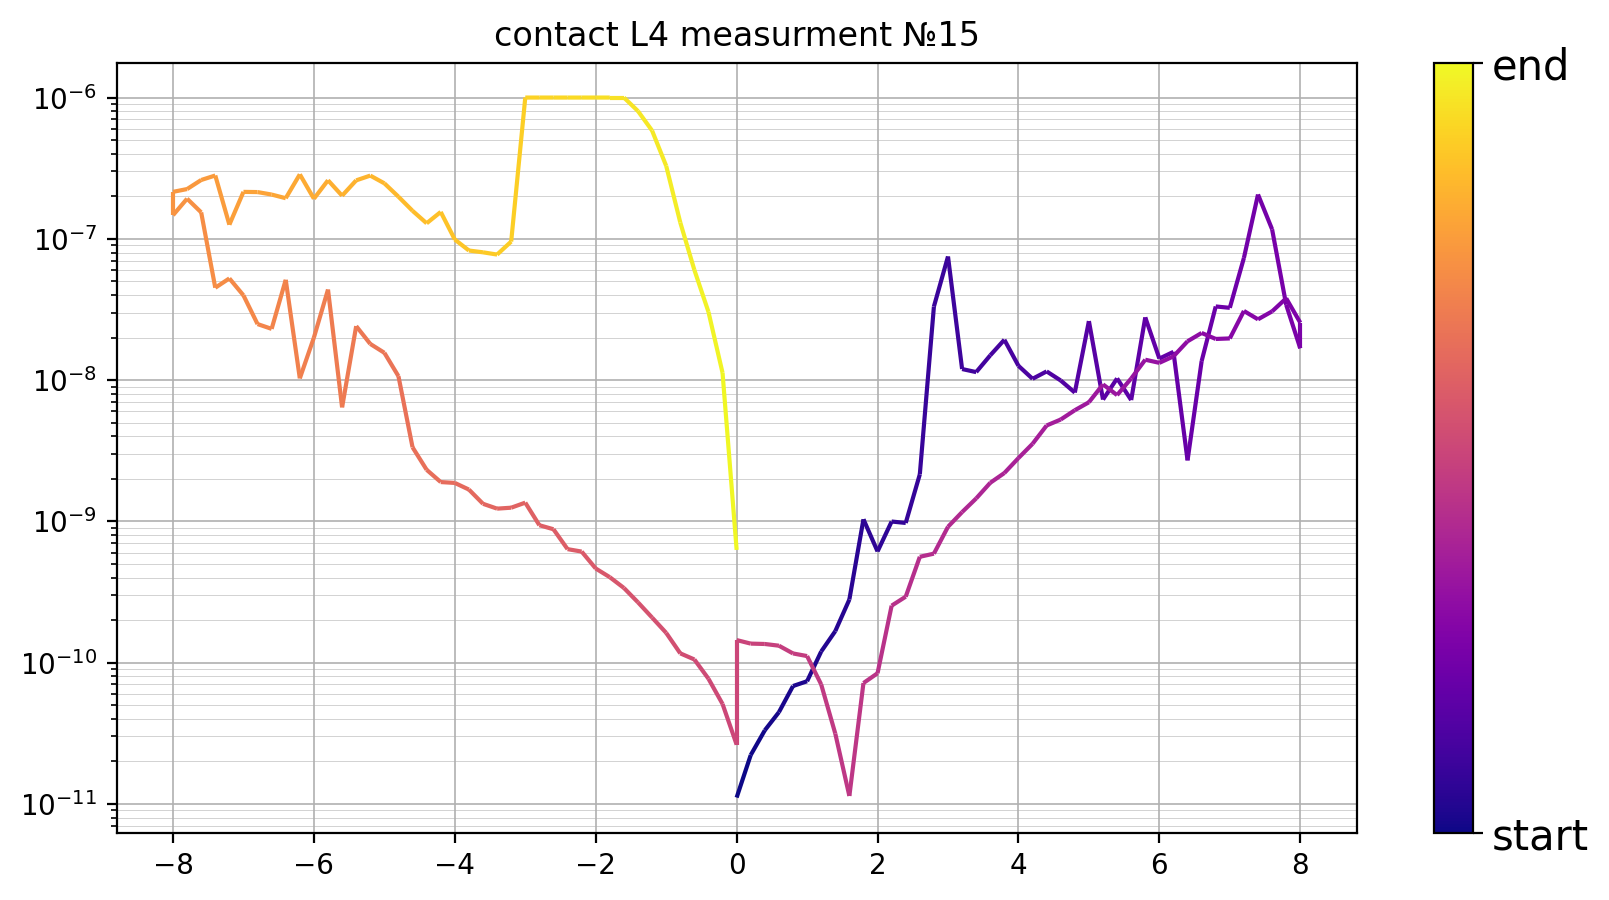 contact L4 measurment №15
10⁻⁶
10⁻⁷
10⁻⁸
10⁻⁹
10⁻¹⁰
10⁻¹¹
−8 −6 −4 −2 0 2 4 6 8
end
start